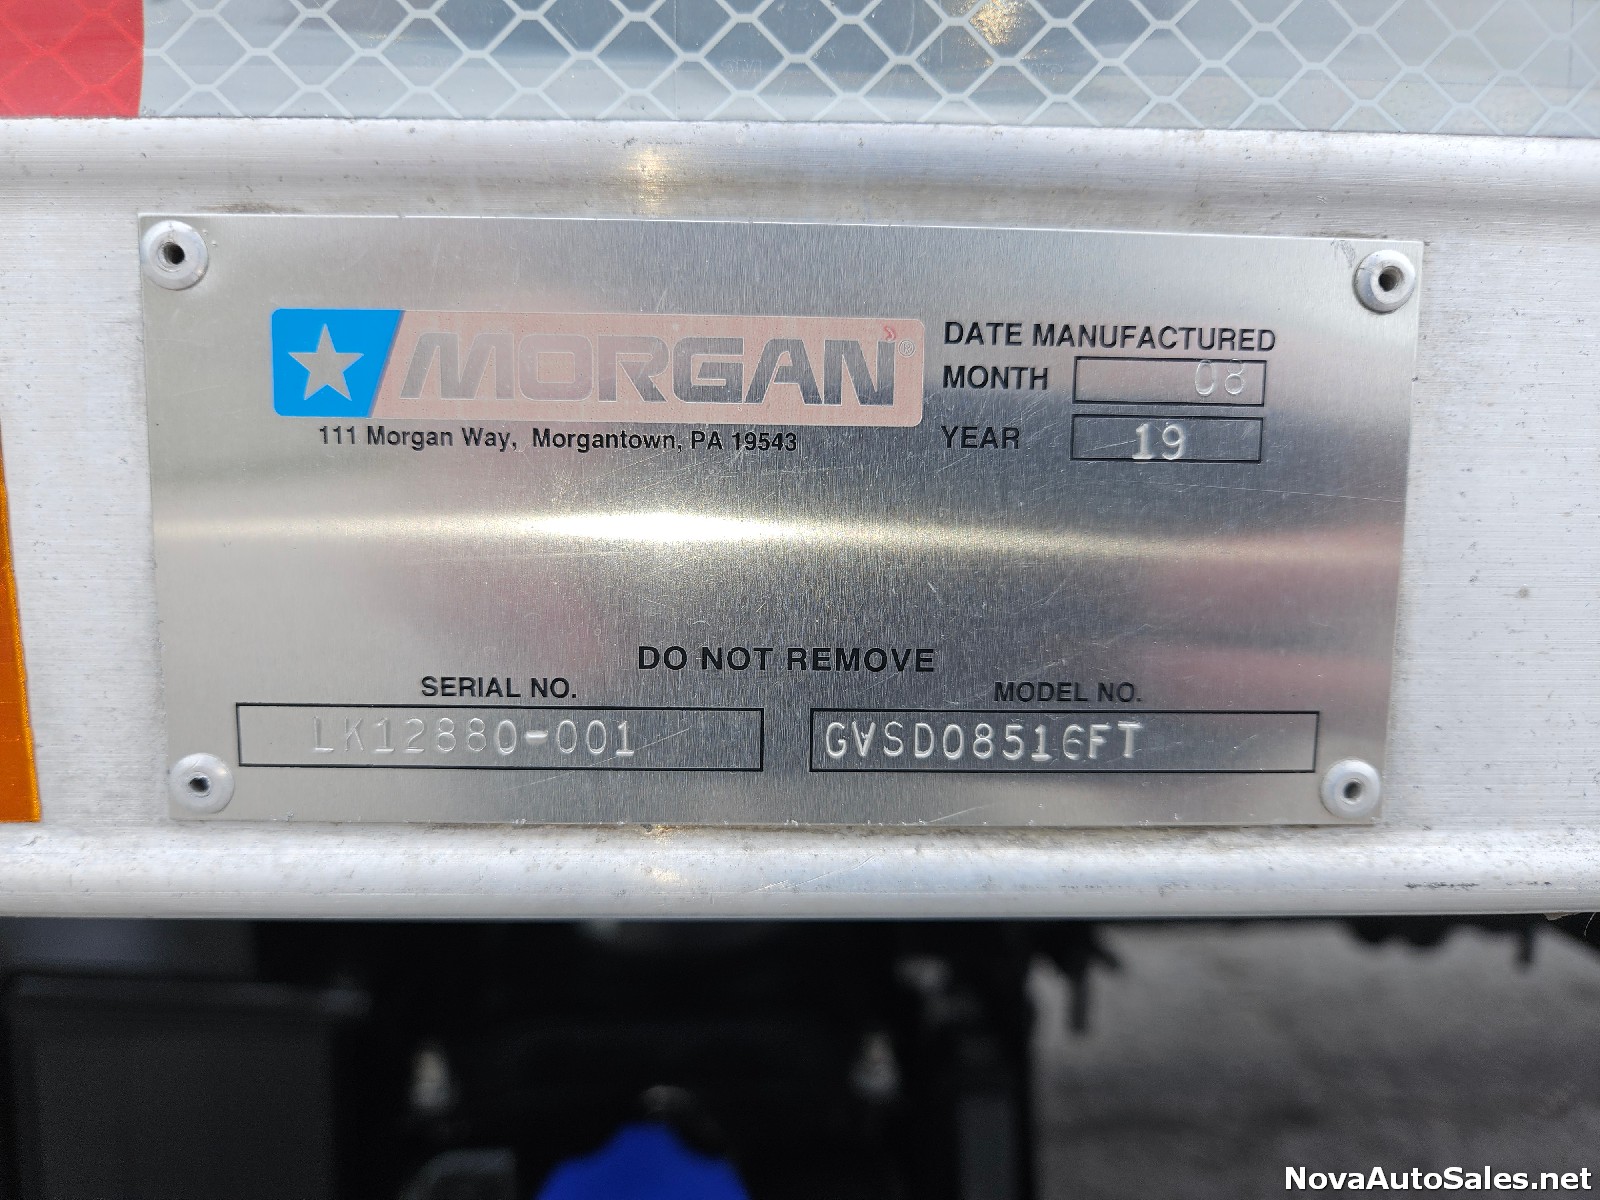 MORGAN®
111 Morgan Way, Morgantown, PA 19543
DATE MANUFACTURED
MONTH 08
YEAR 19
DO NOT REMOVE
SERIAL NO.
LK12880-001
MODEL NO.
GVSD08516FT
NovaAutoSales.net